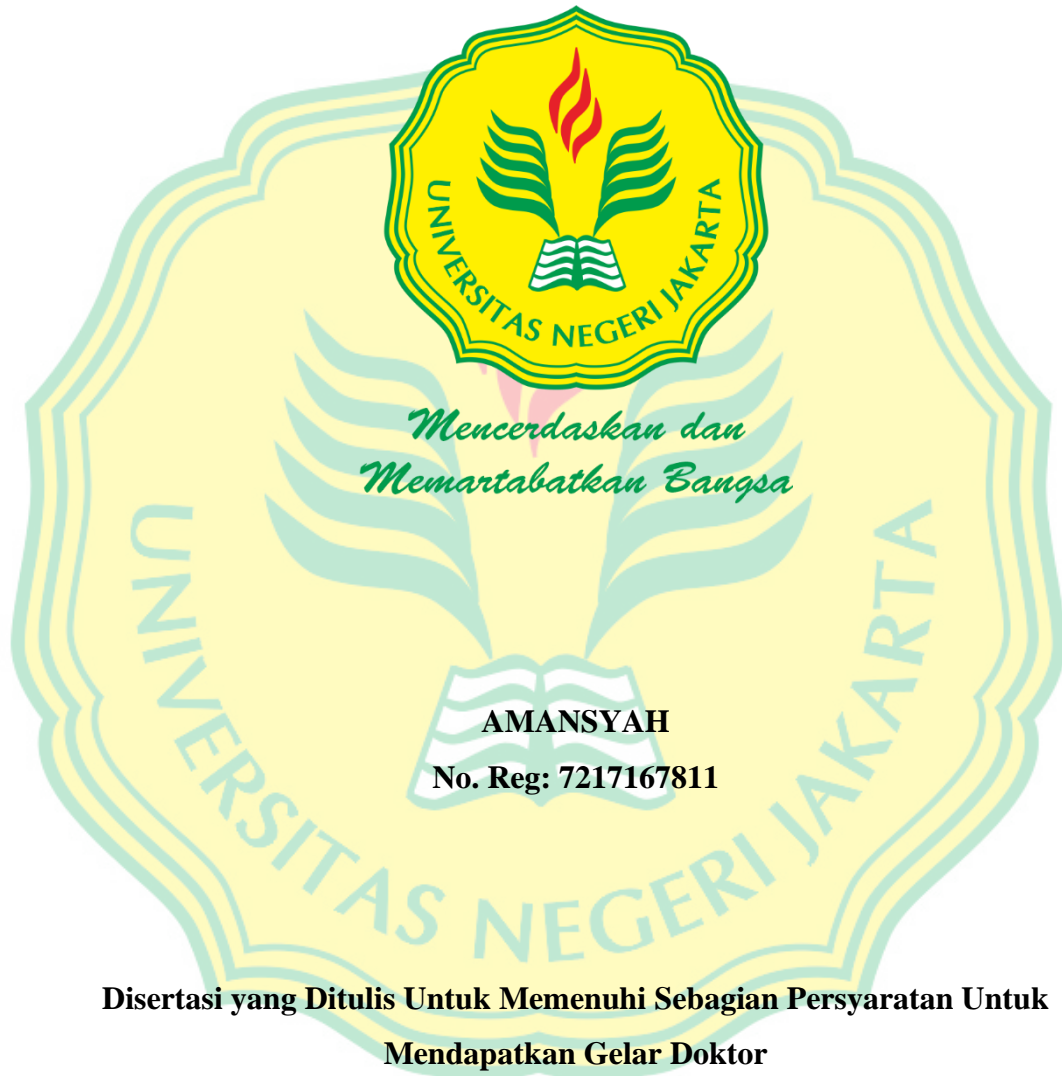 UNIVERSITAS NEGERI JAKARTA
Mencerdaskan dan
Memartabatkan Bangsa
UNIVERSITAS NEGERI JAKARTA
AMANSYAH
No. Reg: 7217167811
Disertasi yang Ditulis Untuk Memenuhi Sebagian Persyaratan Untuk
Mendapatkan Gelar Doktor